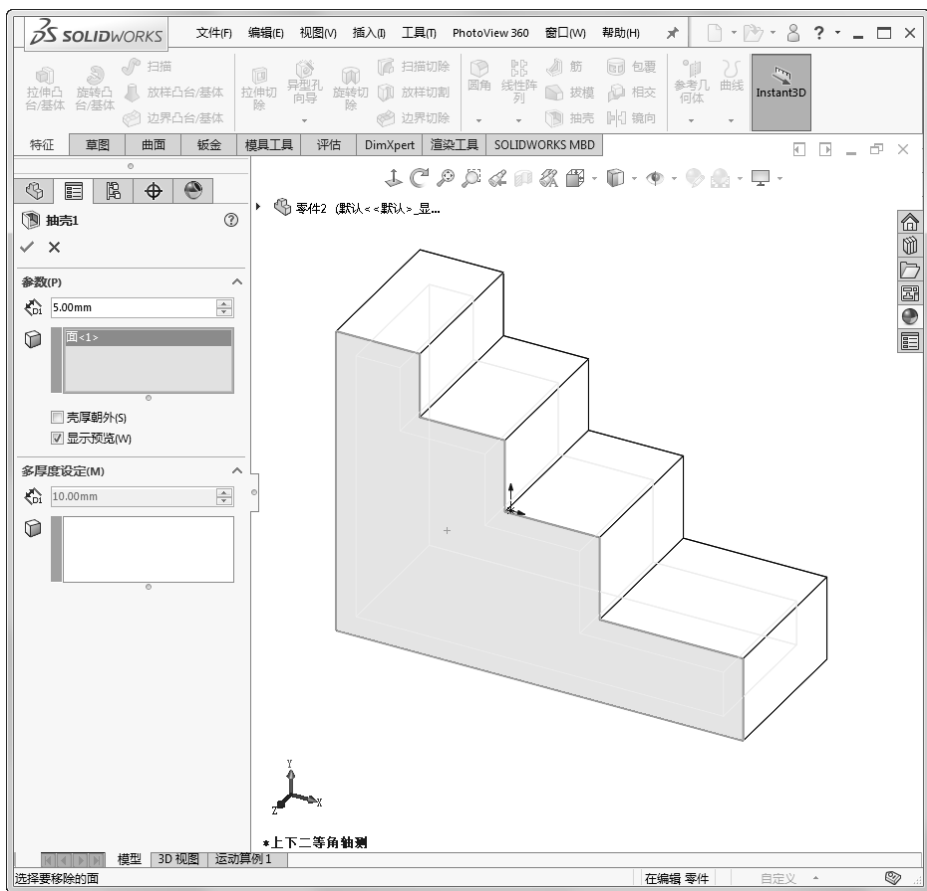 SOLIDWORKS 文件(F) 编辑(E) 视图(V) 插入(I) 工具(T) PhotoView 360 窗口(W) 帮助(H) ?
拉伸凸台/基体 旋转凸台/基体 扫描 放样凸台/基体 边界凸台/基体 拉伸切除 异型孔向导 旋转切除 扫描切除 放样切割 边界切除 圆角 线性阵列 筋 拔模 抽壳 包覆 相交 镜向 参考几何体 曲线 Instant3D
特征 草图 曲面 钣金 模具工具 评估 DimXpert 渲染工具 SOLIDWORKS MBD
零件2 (默认<<默认>_显...
抽壳1
参数(P)
D1 5.00mm
面<1>
壳厚朝外(S)
显示预览(W)
多厚度设定(M)
D1 10.00mm
Y
Z X
*上下二等角轴测
模型 3D 视图 运动算例1
选择要移除的面 在编辑 零件 自定义